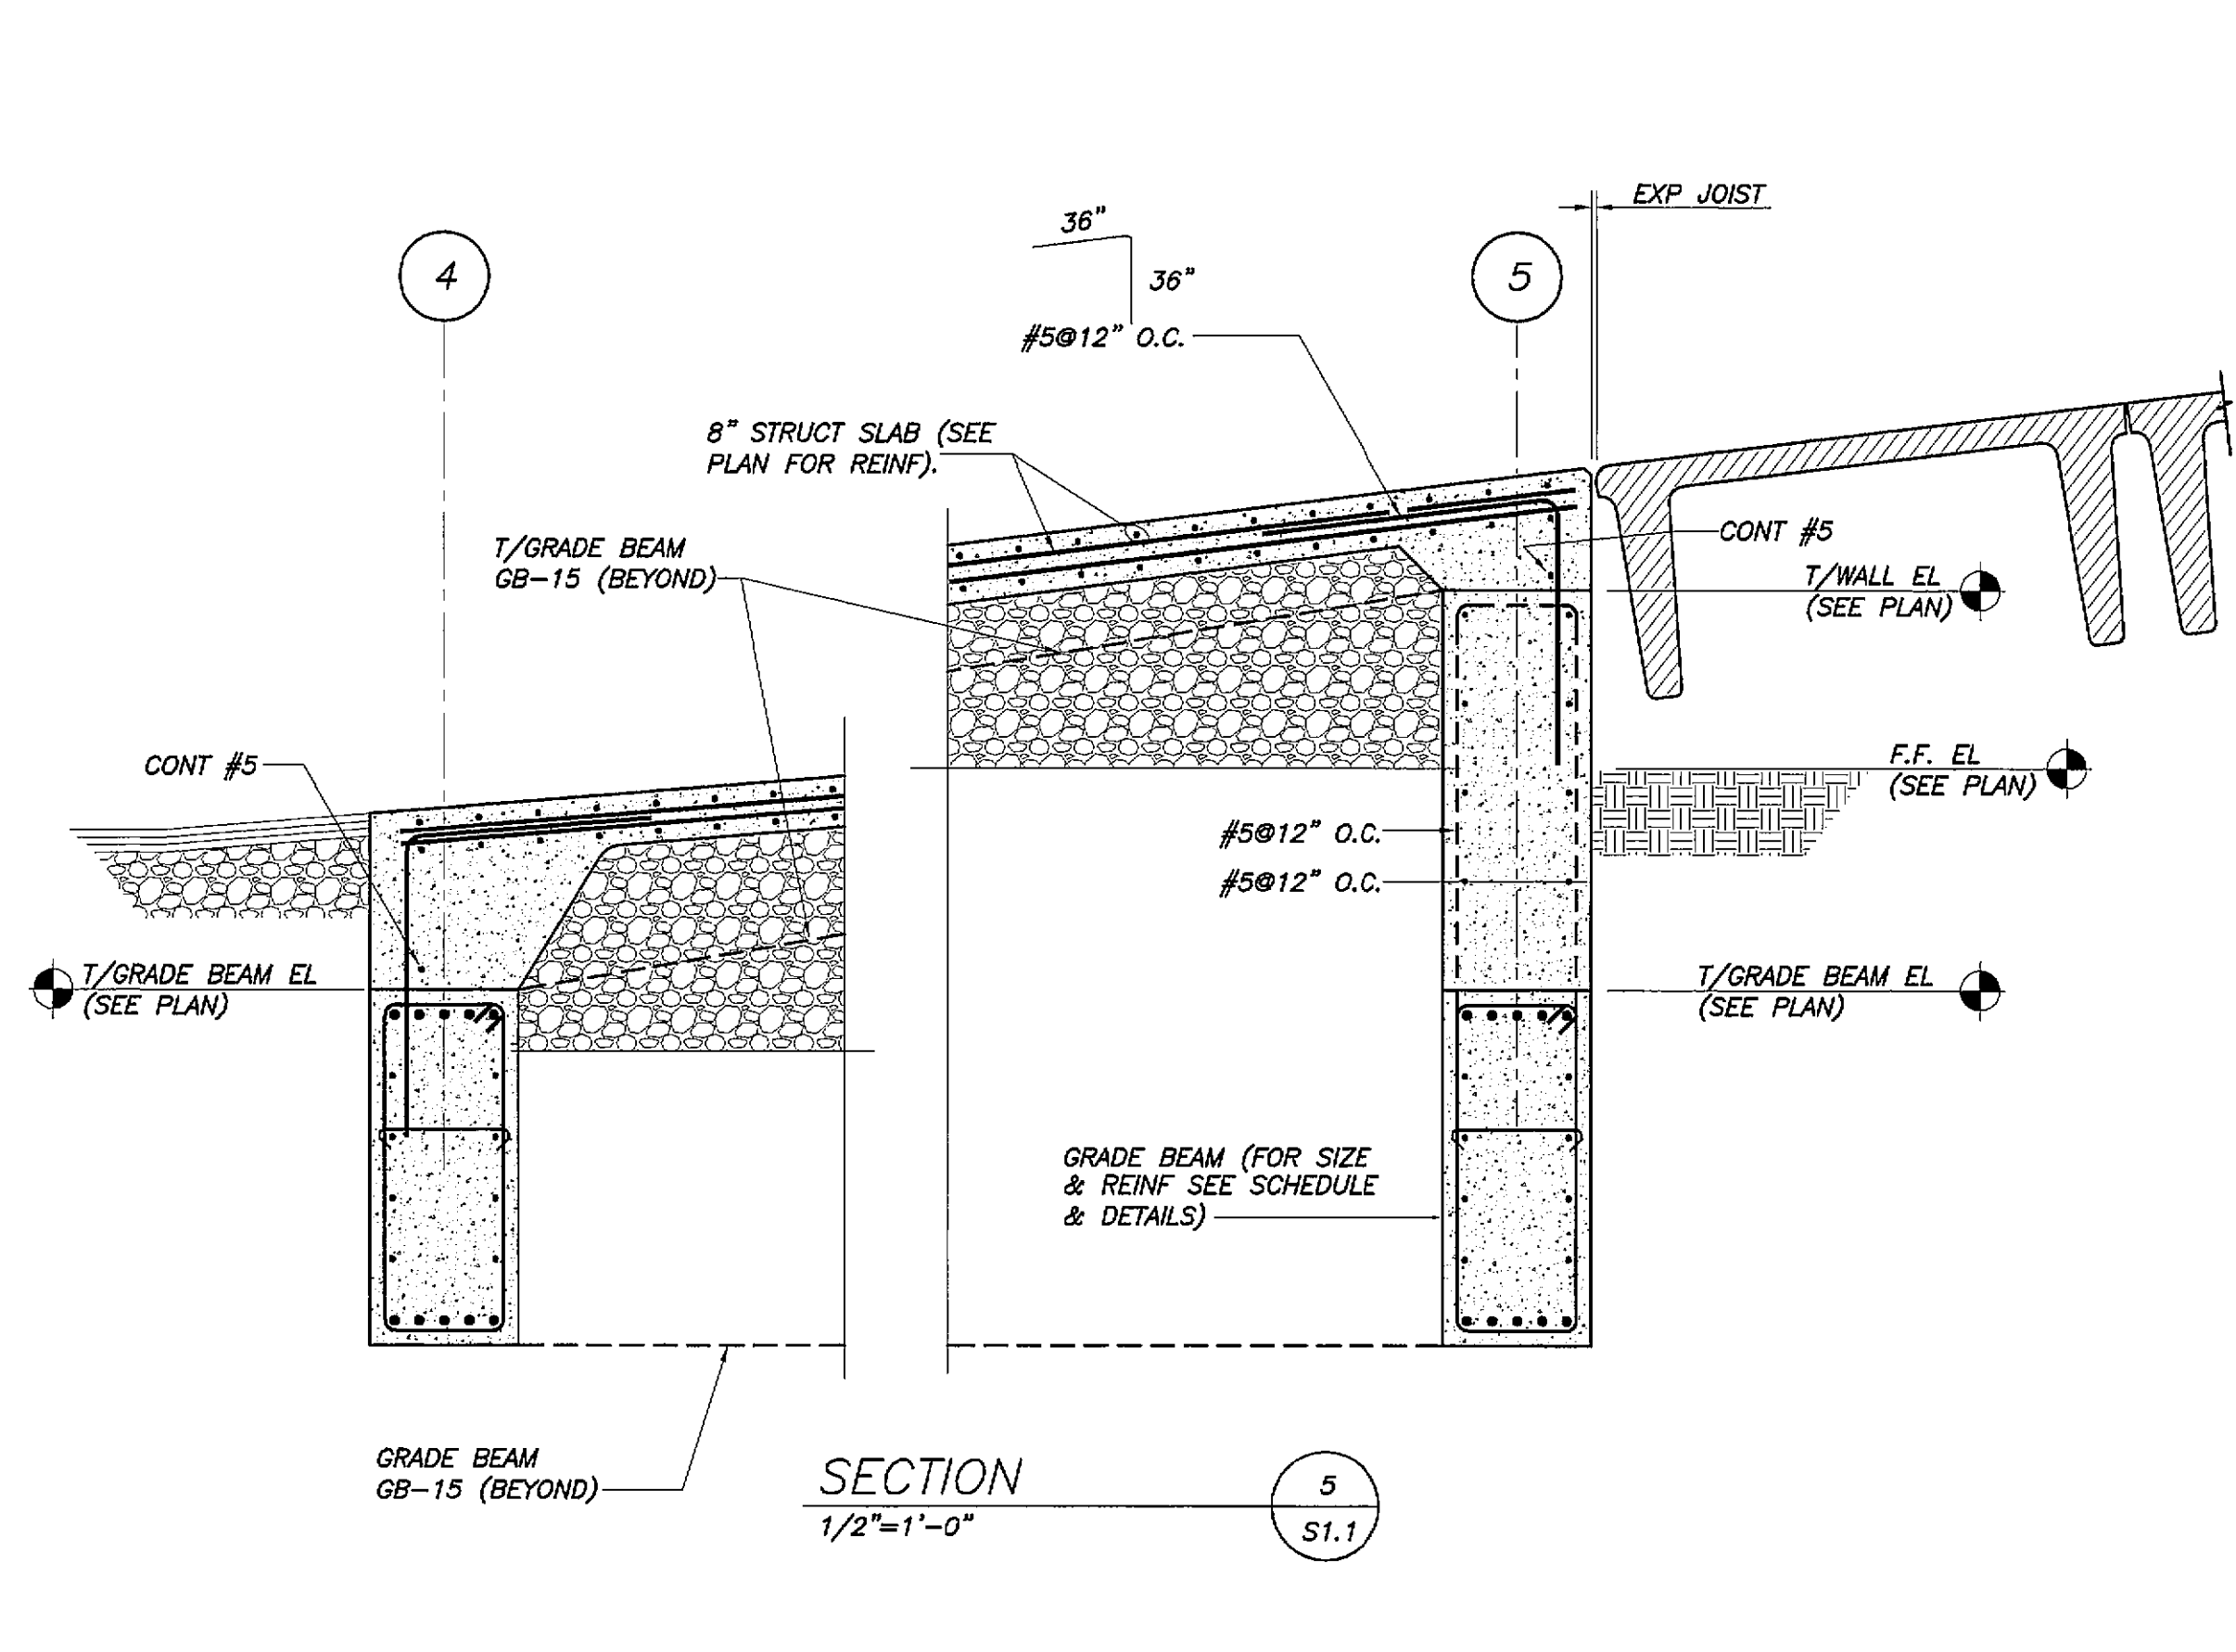 EXP JOIST
36"
4
36"
5
#5@12" O.C.
8" STRUCT SLAB (SEE
PLAN FOR REINF).
CONT #5
T/GRADE BEAM
GB-15 (BEYOND)
T/WALL EL
(SEE PLAN)
CONT #5
F.F. EL
(SEE PLAN)
#5@12" O.C.
#5@12" O.C.
T/GRADE BEAM EL
(SEE PLAN)
T/GRADE BEAM EL
(SEE PLAN)
GRADE BEAM (FOR SIZE
& REINF SEE SCHEDULE
& DETAILS)
GRADE BEAM
GB-15 (BEYOND)
SECTION
1/2"=1'-0"
5
S1.1